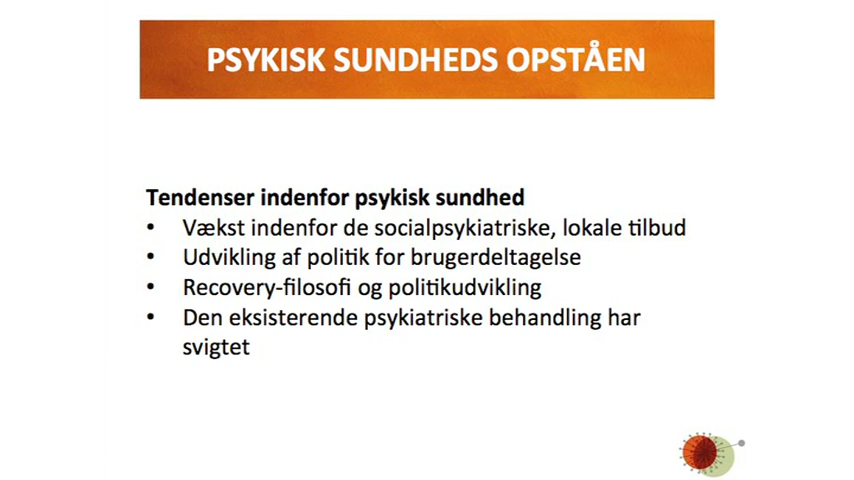 PSYKISK SUNDHEDS OPSTÅEN
Tendenser indenfor psykisk sundhed
• Vækst indenfor de socialpsykiatriske, lokale tilbud
• Udvikling af politik for brugerdeltagelse
• Recovery-filosofi og politikudvikling
• Den eksisterende psykiatriske behandling har
svigtet